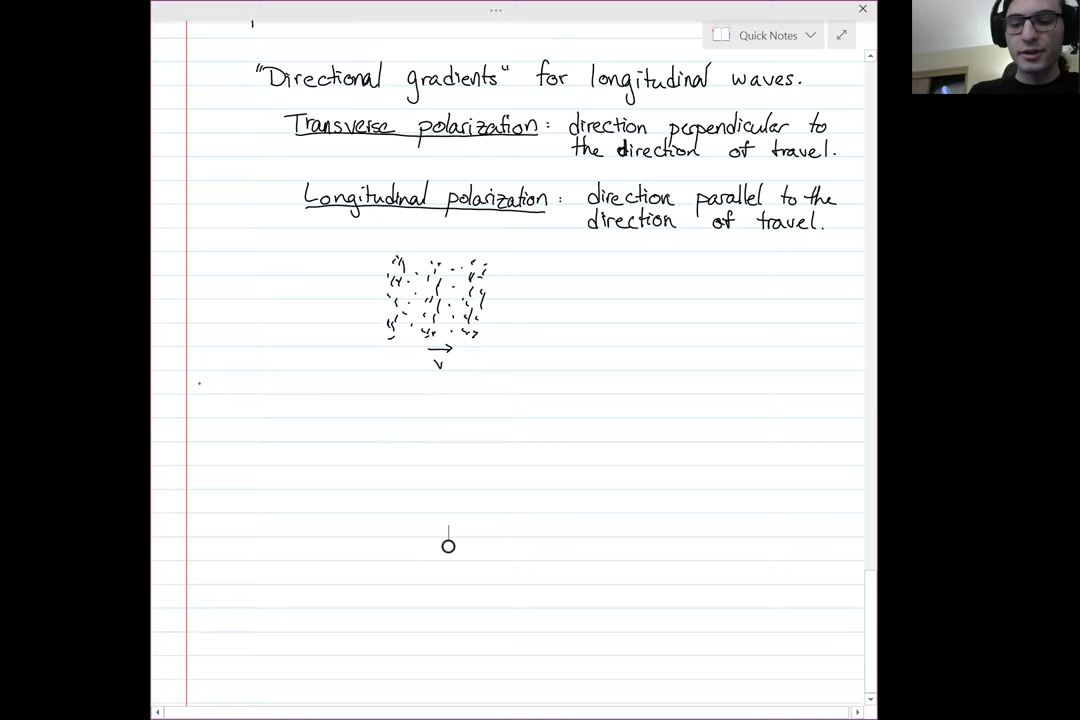 Quick Notes
"Directional gradients" for longitudinal waves.
Transverse polarization: direction perpendicular to
the direction of travel.
Longitudinal polarization: direction parallel to the
direction of travel.
v